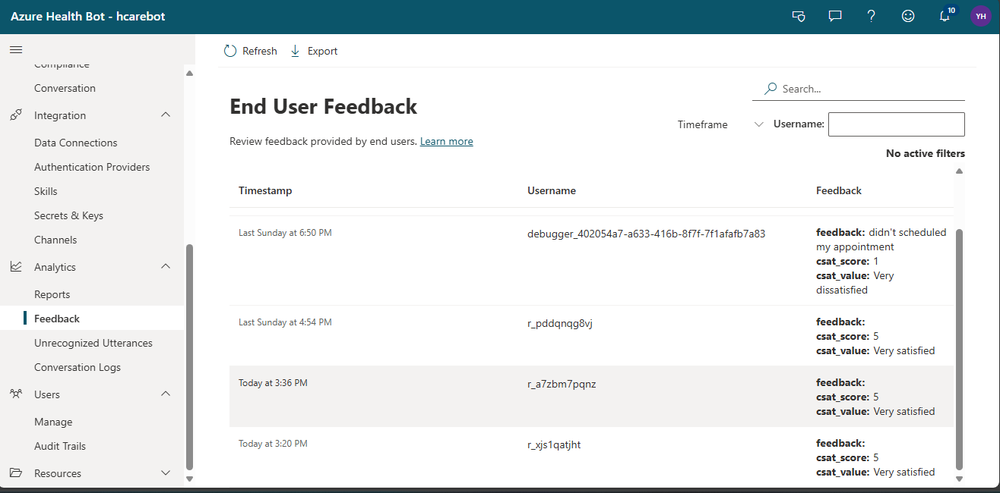 Azure Health Bot - hcarebot
10
YH
Compliance
Conversation
Integration
Data Connections
Authentication Providers
Skills
Secrets & Keys
Channels
Analytics
Reports
Feedback
Unrecognized Utterances
Conversation Logs
Users
Manage
Audit Trails
Resources
Refresh
Export
Search...
End User Feedback
Timeframe
Username:
Review feedback provided by end users. Learn more
No active filters
Timestamp Username Feedback
Last Sunday at 6:50 PM debugger_402054a7-a633-416b-8f7f-7f1afafb7a83 feedback: didn't scheduled
my appointment
csat_score: 1
csat_value: Very
dissatisfied
Last Sunday at 4:54 PM r_pddqnqg8vj feedback:
csat_score: 5
csat_value: Very satisfied
Today at 3:36 PM r_a7zbm7pqnz feedback:
csat_score: 5
csat_value: Very satisfied
Today at 3:20 PM r_xjs1qatjht feedback:
csat_score: 5
csat_value: Very satisfied